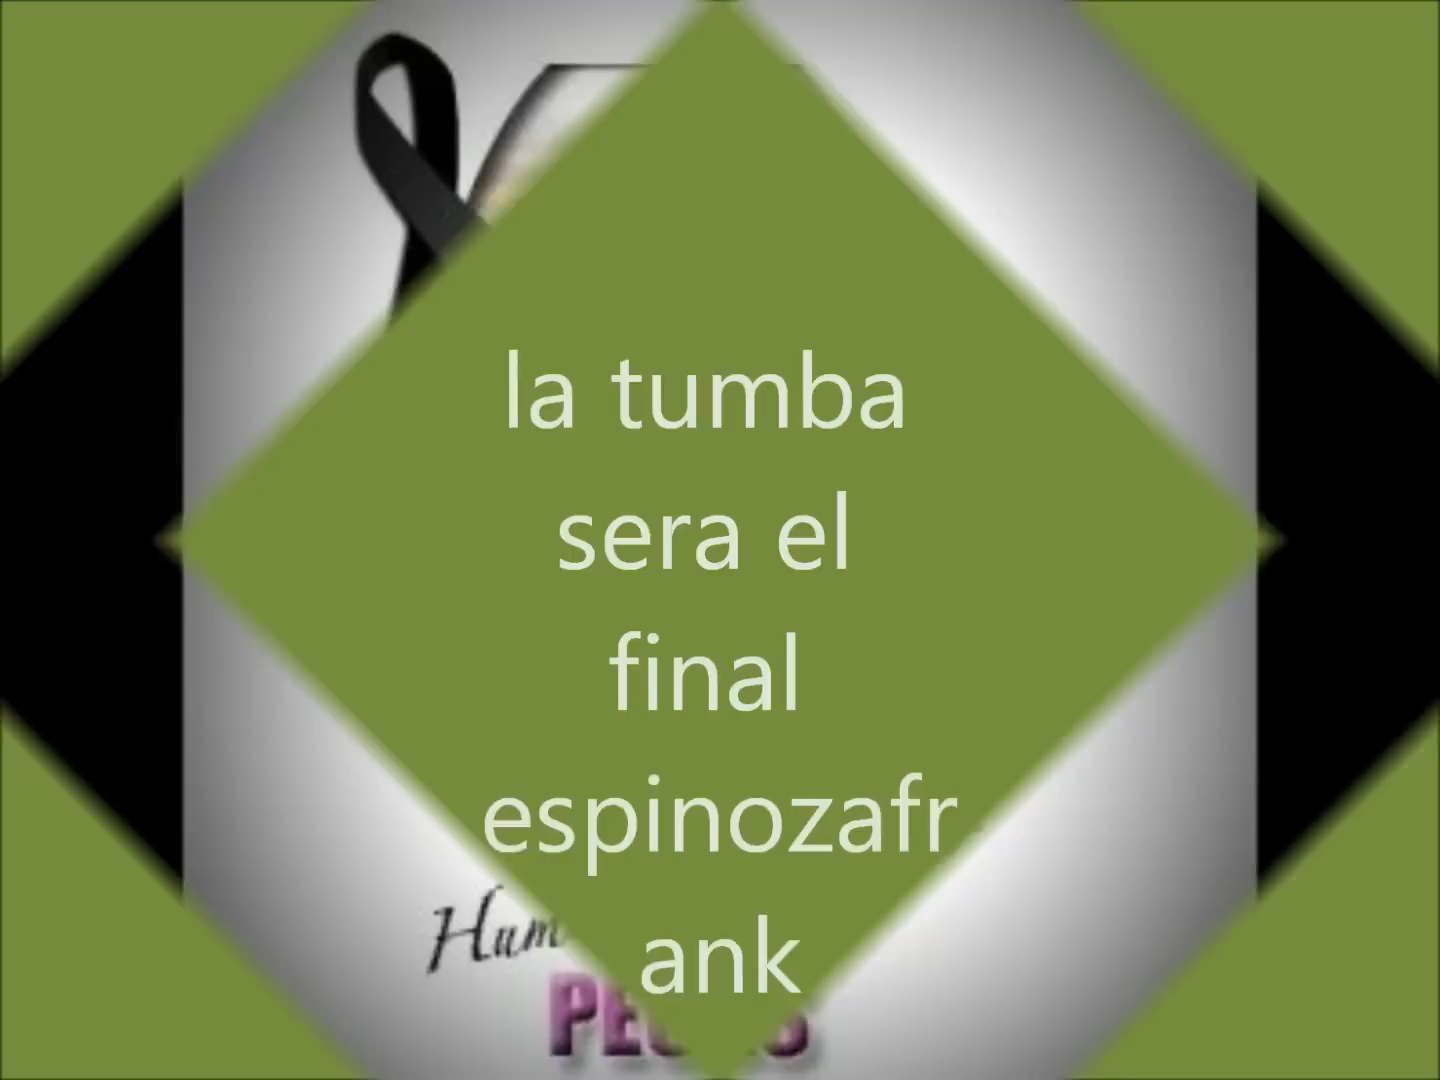 la tumba
sera el
final
espinozafr
ank